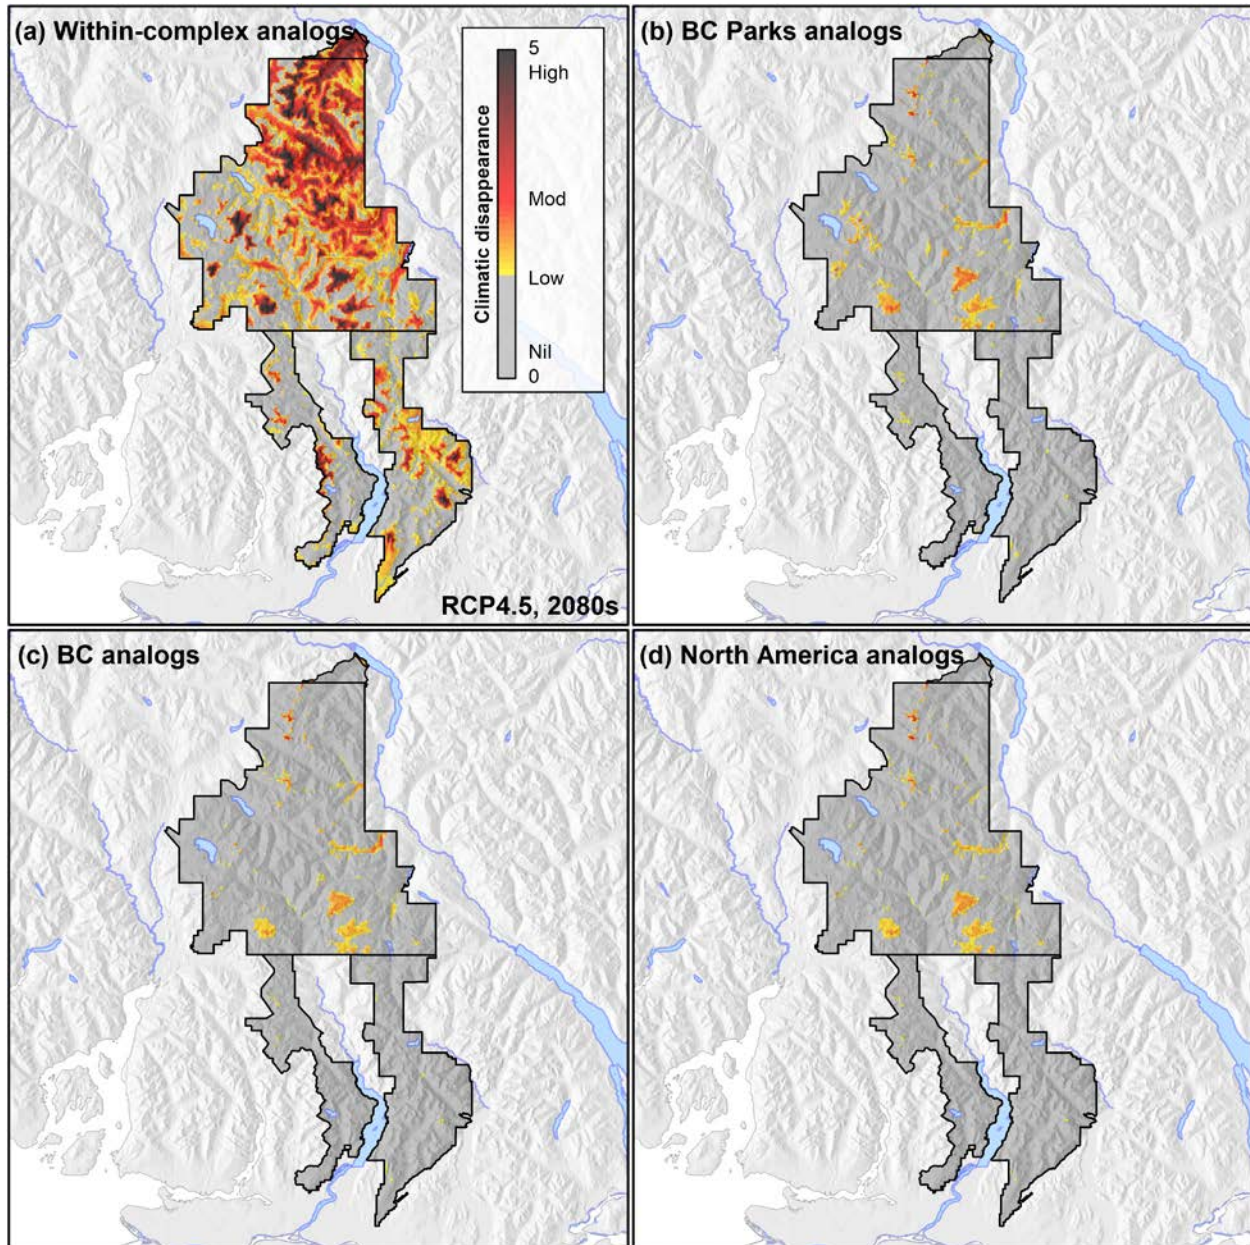 (a) Within-complex analogs
5
High
Mod
Low
Nil
0
Climatic disappearance
RCP4.5, 2080s
(b) BC Parks analogs
(c) BC analogs
(d) North America analogs